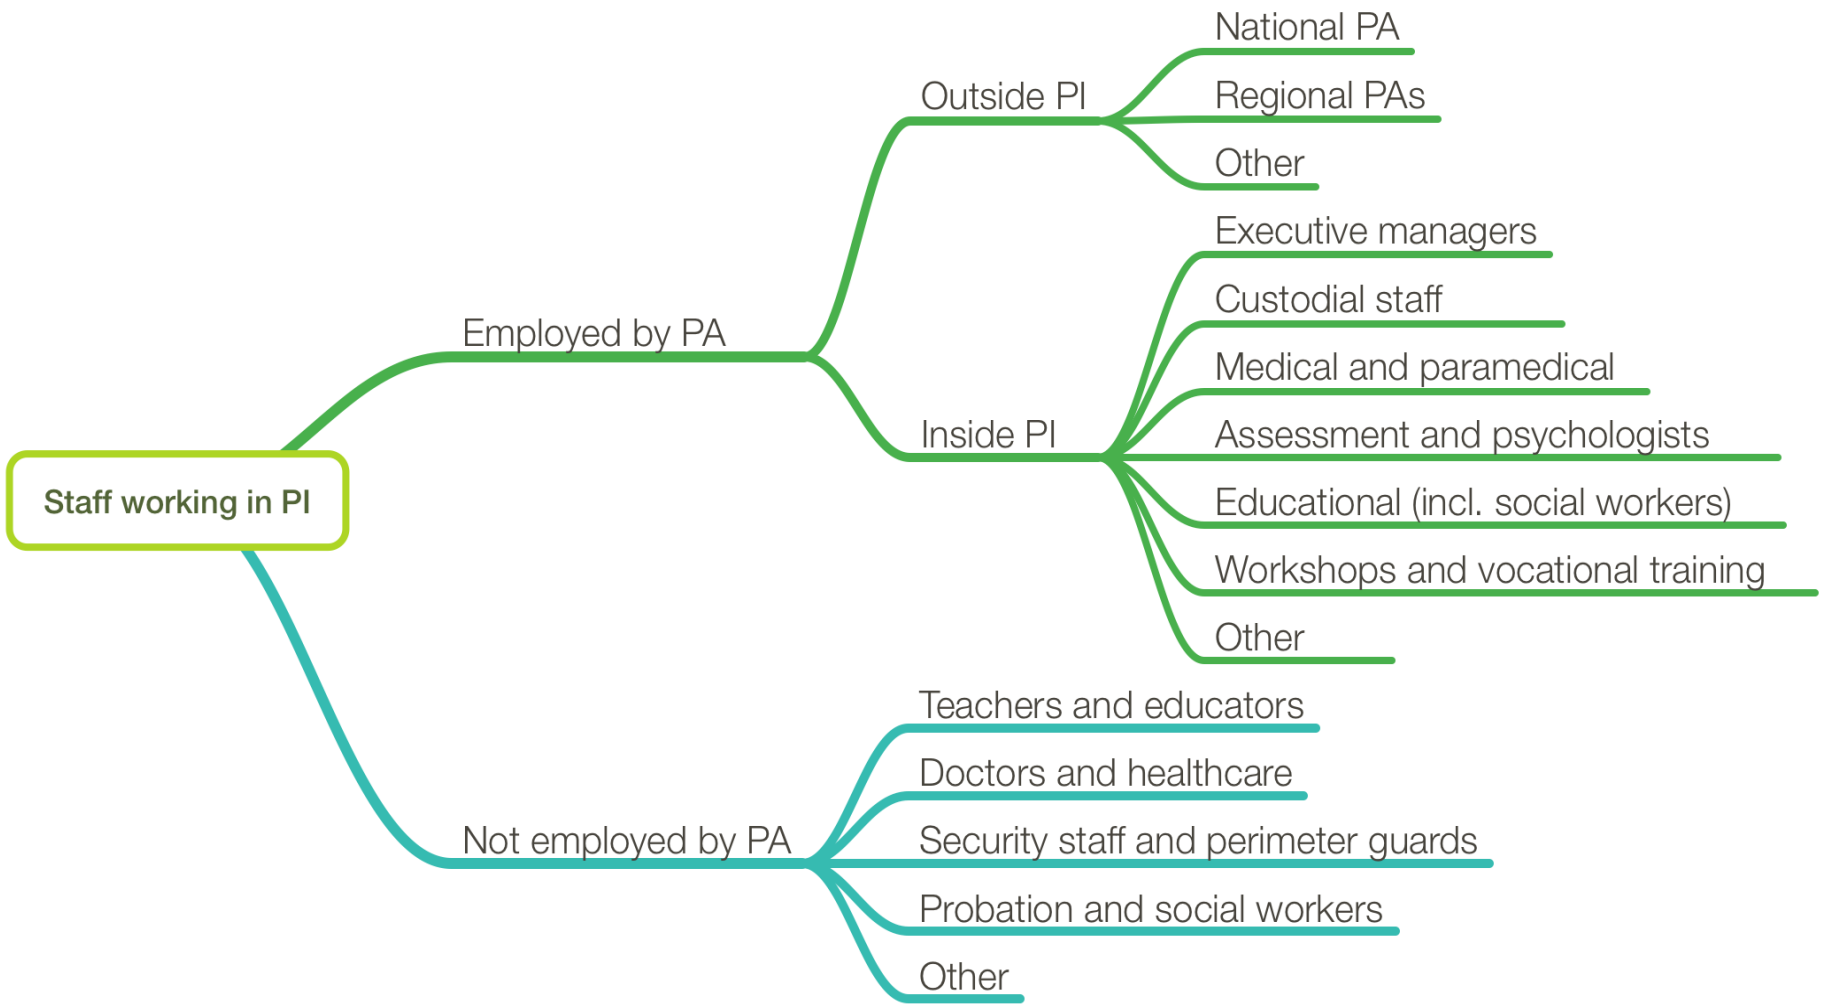 National PA
Outside PI
Regional PAs
Other
Executive managers
Custodial staff
Employed by PA
Medical and paramedical
Inside PI
Assessment and psychologists
Staff working in PI
Educational (incl. social workers)
Workshops and vocational training
Other
Teachers and educators
Doctors and healthcare
Not employed by PA
Security staff and perimeter guards
Probation and social workers
Other